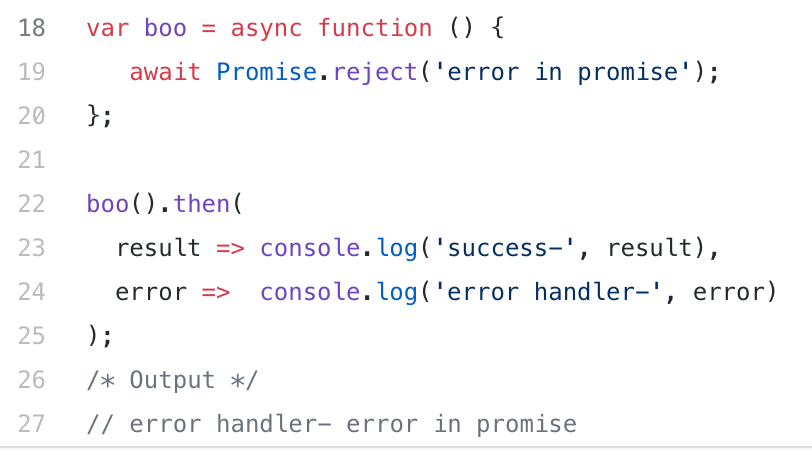 18 var boo = async function () {
19 await Promise.reject('error in promise');
20 };
21
22 boo().then(
23 result => console.log('success-', result),
24 error =>  console.log('error handler-', error)
25 );
26 /* Output */
27 // error handler- error in promise